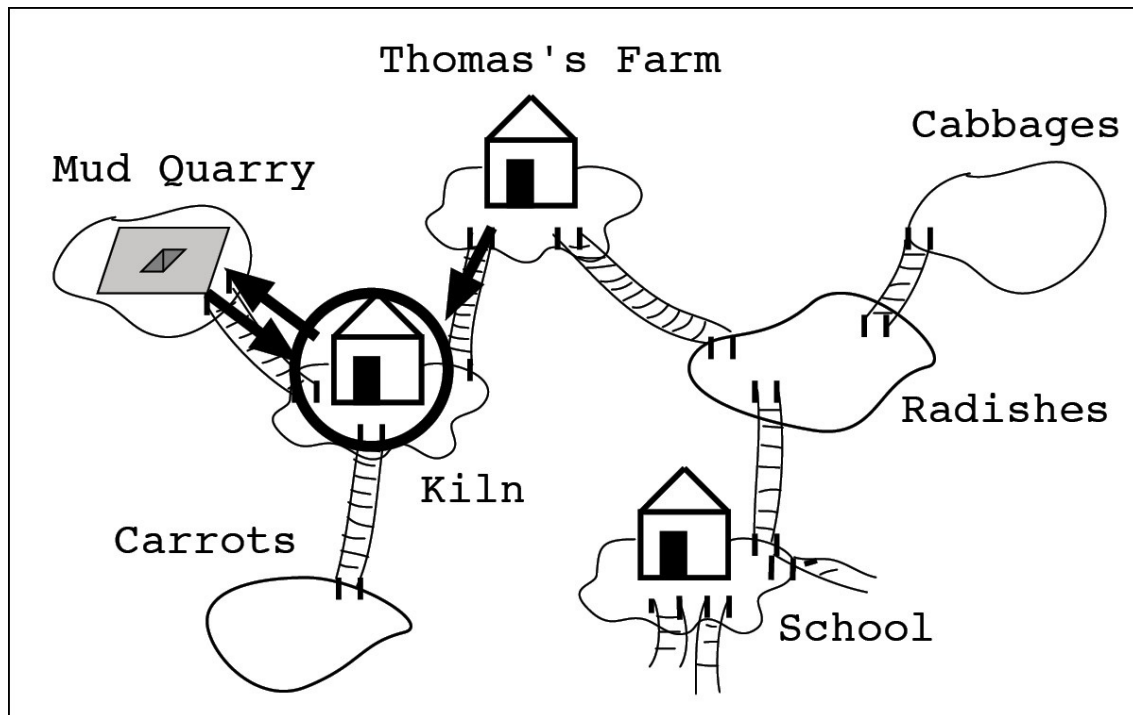 Thomas's Farm
Cabbages
Mud Quarry
Radishes
Kiln
Carrots
School